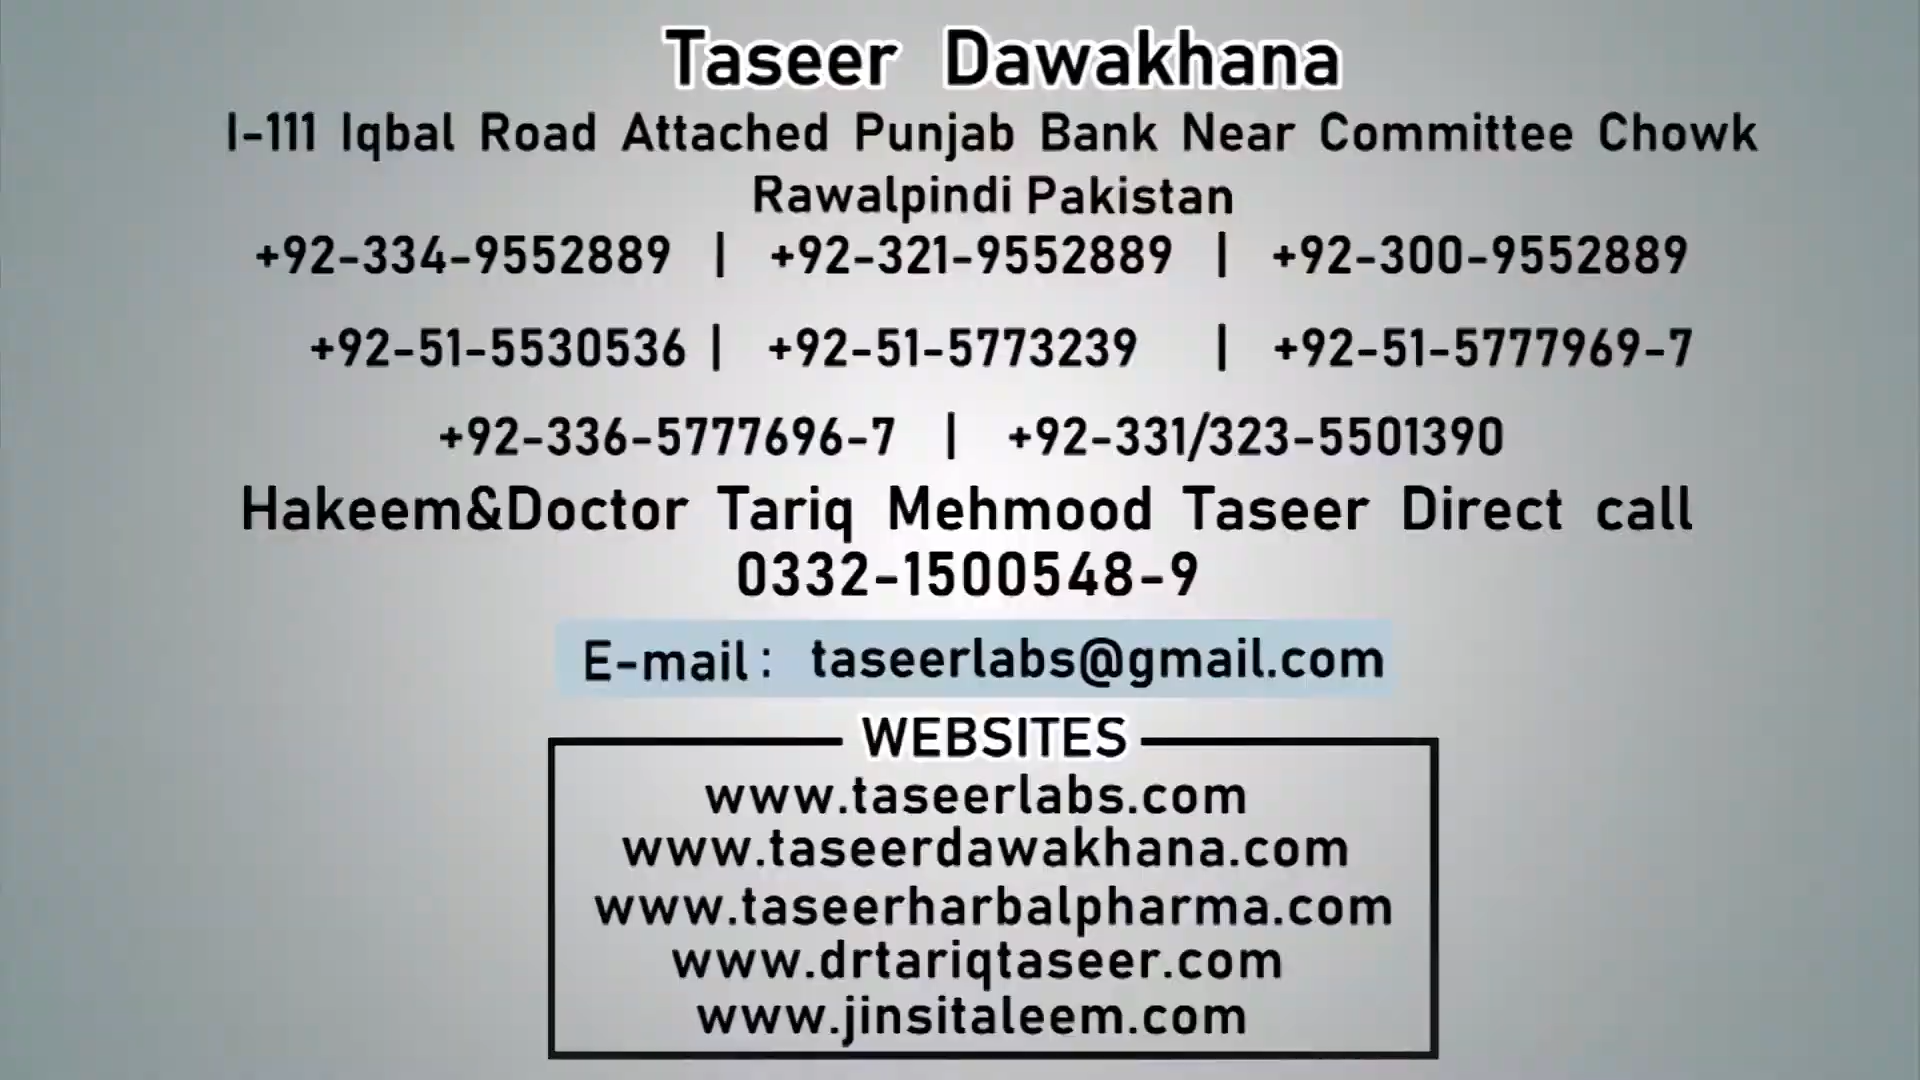 Taseer Dawakhana
I-111 Iqbal Road Attached Punjab Bank Near Committee Chowk
Rawalpindi Pakistan
+92-334-9552889 | +92-321-9552889 | +92-300-9552889
+92-51-5530536 | +92-51-5773239 | +92-51-5777969-7
+92-336-5777696-7 | +92-331/323-5501390
Hakeem&Doctor Tariq Mehmood Taseer Direct call
0332-1500548-9
E-mail : taseerlabs@gmail.com
WEBSITES
www.taseerlabs.com
www.taseerdawakhana.com
www.taseerharbalpharma.com
www.drtariqtaseer.com
www.jinsitaleem.com